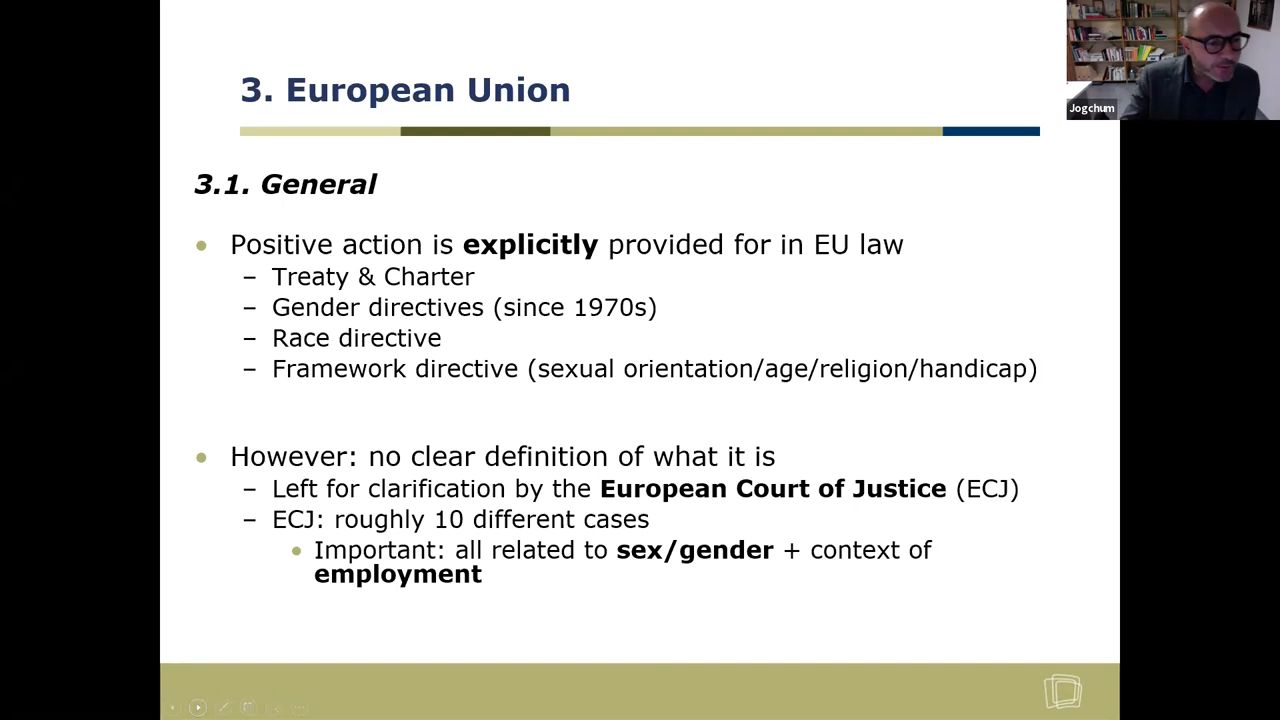 3. European Union
Jogchum
3.1. General
Positive action is explicitly provided for in EU law
– Treaty & Charter
– Gender directives (since 1970s)
– Race directive
– Framework directive (sexual orientation/age/religion/handicap)
However: no clear definition of what it is
– Left for clarification by the European Court of Justice (ECJ)
– ECJ: roughly 10 different cases
Important: all related to sex/gender + context of
employment